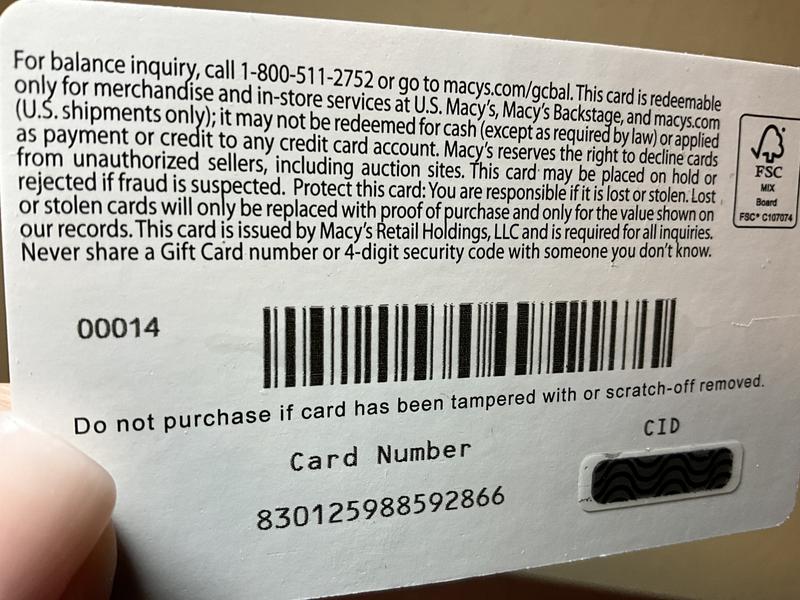 For balance inquiry, call 1-800-511-2752 or go to macys.com/gcbal. This card is redeemable
only for merchandise and in-store services at U.S. Macy's, Macy's Backstage, and macys.com
(U.S. shipments only); it may not be redeemed for cash (except as required by law) or applied
as payment or credit to any credit card account. Macy's reserves the right to decline cards
from unauthorized sellers, including auction sites. This card may be placed on hold or
rejected if fraud is suspected. Protect this card: You are responsible if it is lost or stolen. Lost
or stolen cards will only be replaced with proof of purchase and only for the value shown on
our records. This card is issued by Macy's Retail Holdings, LLC and is required for all inquiries.
Never share a Gift Card number or 4-digit security code with someone you don't know.
FSC
MIX
Board
FSC® C107074
00014
Do not purchase if card has been tampered with or scratch-off removed.
Card Number
CID
830125988592866